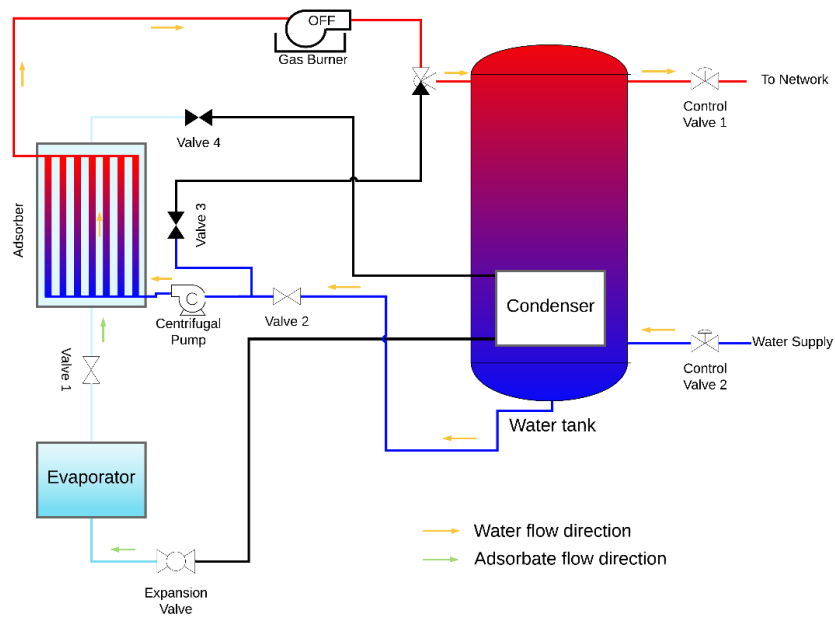 OFF
Gas Burner
To Network
Control
Valve 1
Valve 4
Adsorber
Valve 3
Condenser
C
Centrifugal
Pump
Valve 2
Water Supply
Control
Valve 2
Valve 1
Water tank
Evaporator
Water flow direction
Adsorbate flow direction
Expansion
Valve